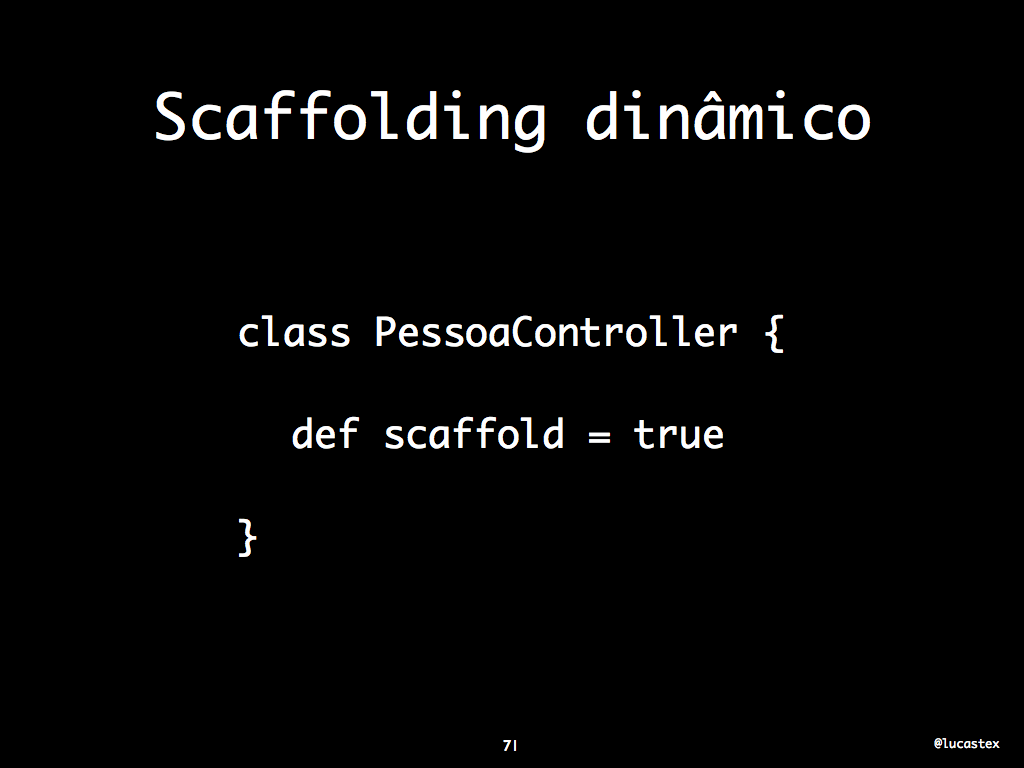 Scaffolding dinâmico
class PessoaController {
def scaffold = true
}
71
@lucastex